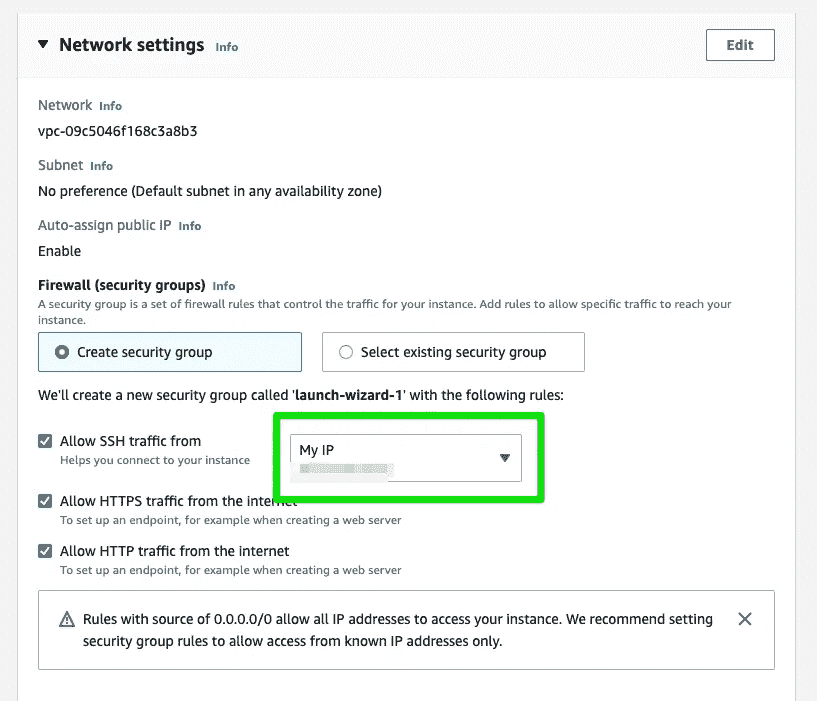 Network settings Info
Edit
Network Info
vpc-09c5046f168c3a8b3
Subnet Info
No preference (Default subnet in any availability zone)
Auto-assign public IP Info
Enable
Firewall (security groups) Info
A security group is a set of firewall rules that control the traffic for your instance. Add rules to allow specific traffic to reach your
instance.
Create security group
Select existing security group
We'll create a new security group called 'launch-wizard-1' with the following rules:
Allow SSH traffic from
Helps you connect to your instance
My IP
Allow HTTPS traffic from the internet
To set up an endpoint, for example when creating a web server
Allow HTTP traffic from the internet
To set up an endpoint, for example when creating a web server
Rules with source of 0.0.0.0/0 allow all IP addresses to access your instance. We recommend setting
security group rules to allow access from known IP addresses only.